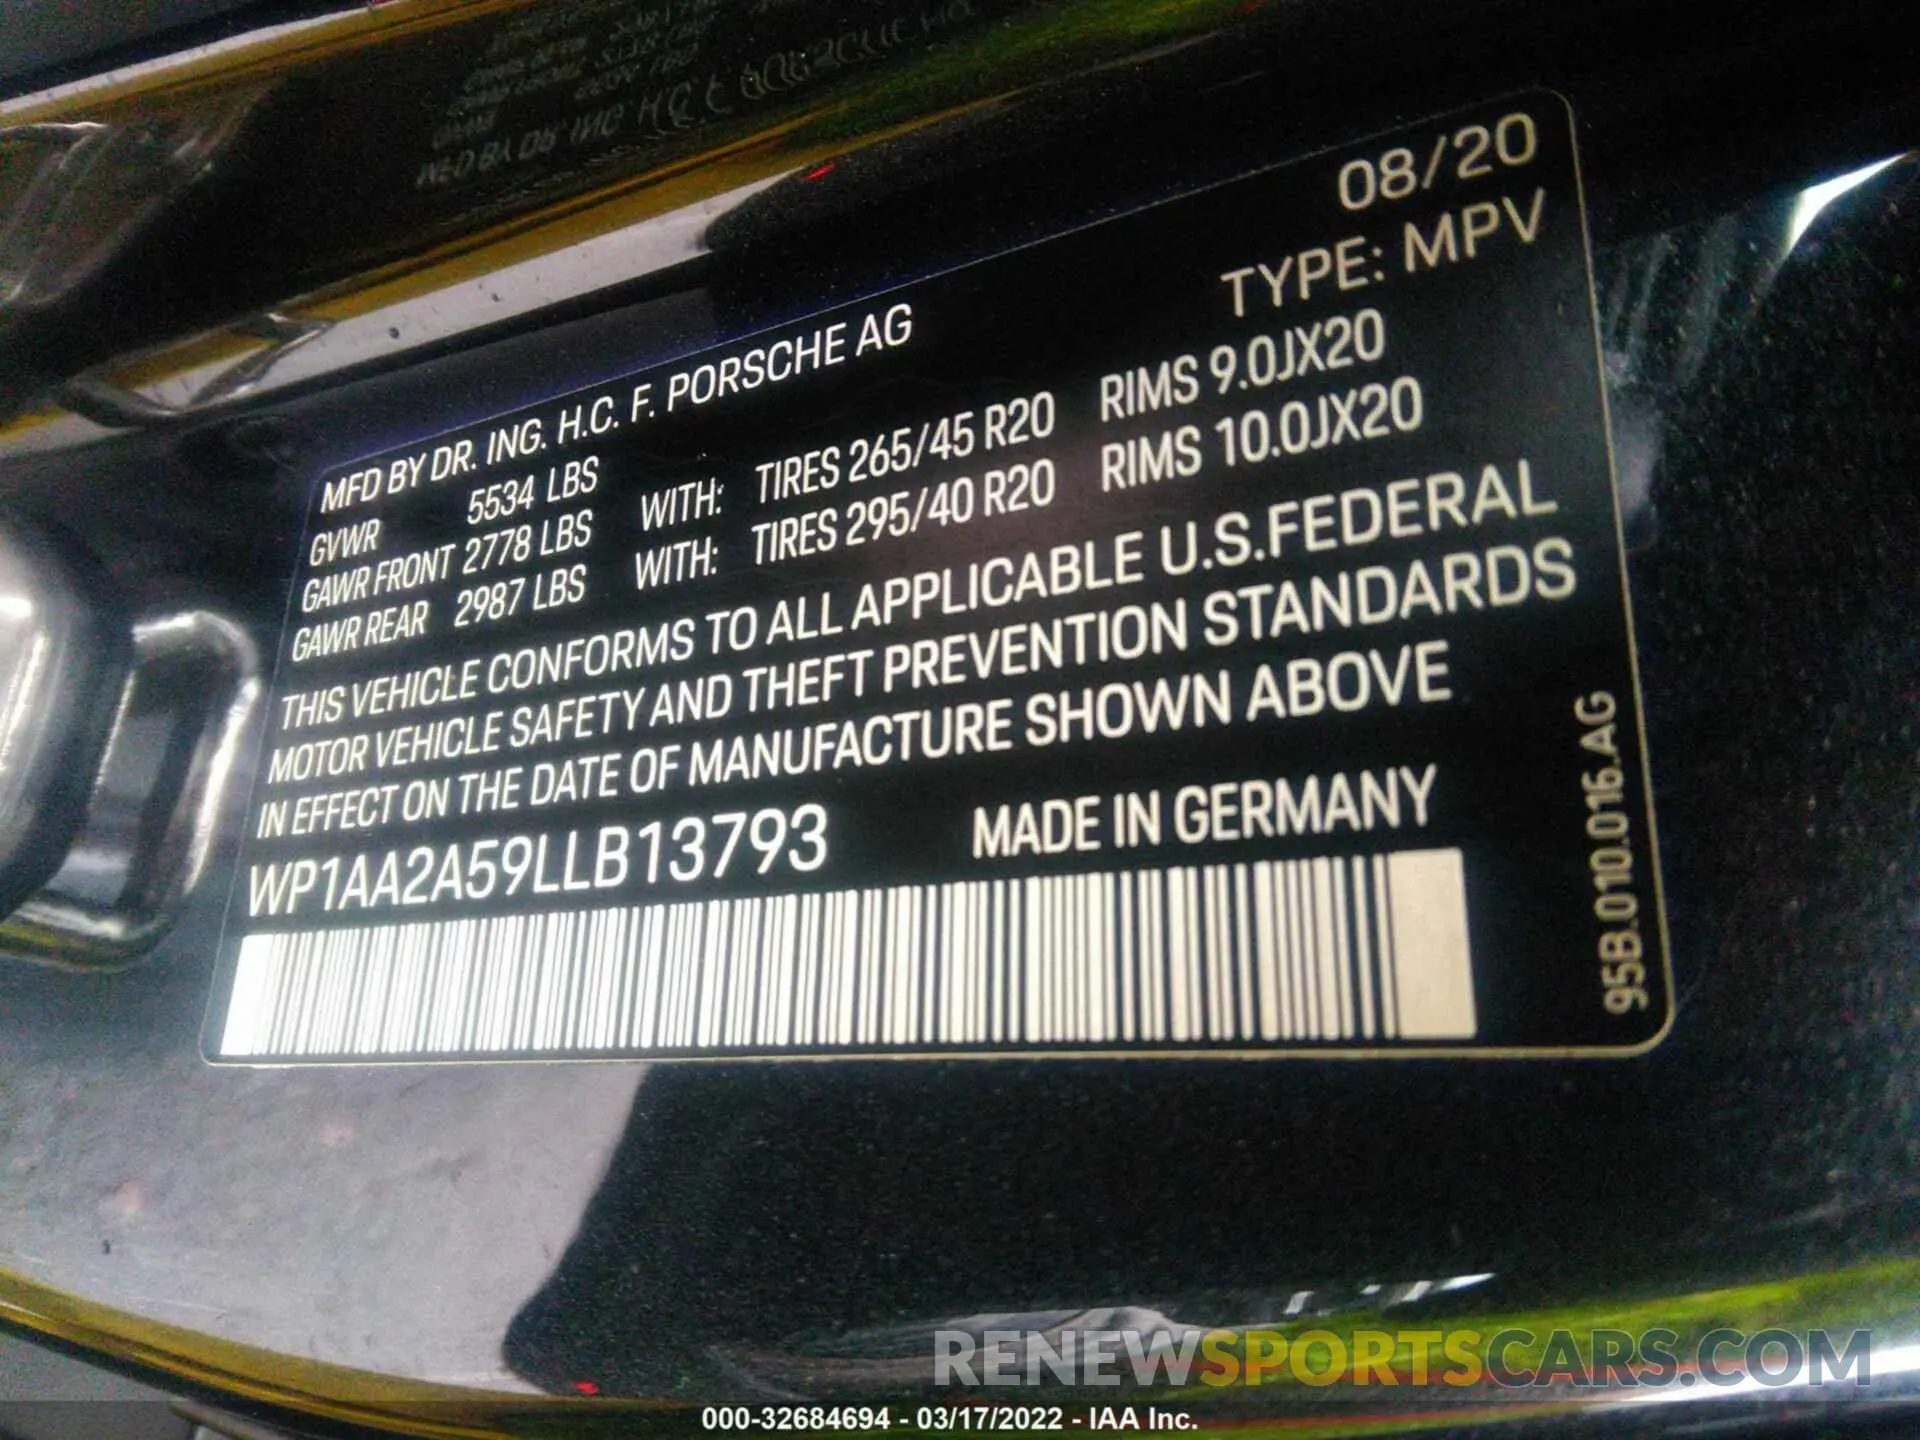 08/20
TYPE: MPV
MFD BY DR. ING. H.C. F. PORSCHE AG
GVWR 5534 LBS
GAWR FRONT 2778 LBS WITH: TIRES 265/45 R20 RIMS 9.0JX20
GAWR REAR 2987 LBS WITH: TIRES 295/40 R20 RIMS 10.0JX20
THIS VEHICLE CONFORMS TO ALL APPLICABLE U.S.FEDERAL
MOTOR VEHICLE SAFETY AND THEFT PREVENTION STANDARDS
IN EFFECT ON THE DATE OF MANUFACTURE SHOWN ABOVE
WP1AA2A59LLB13793 MADE IN GERMANY
95B.010.016.AG
RENEWSPORTSCARS.COM
000-32684694 - 03/17/2022 - IAA Inc.